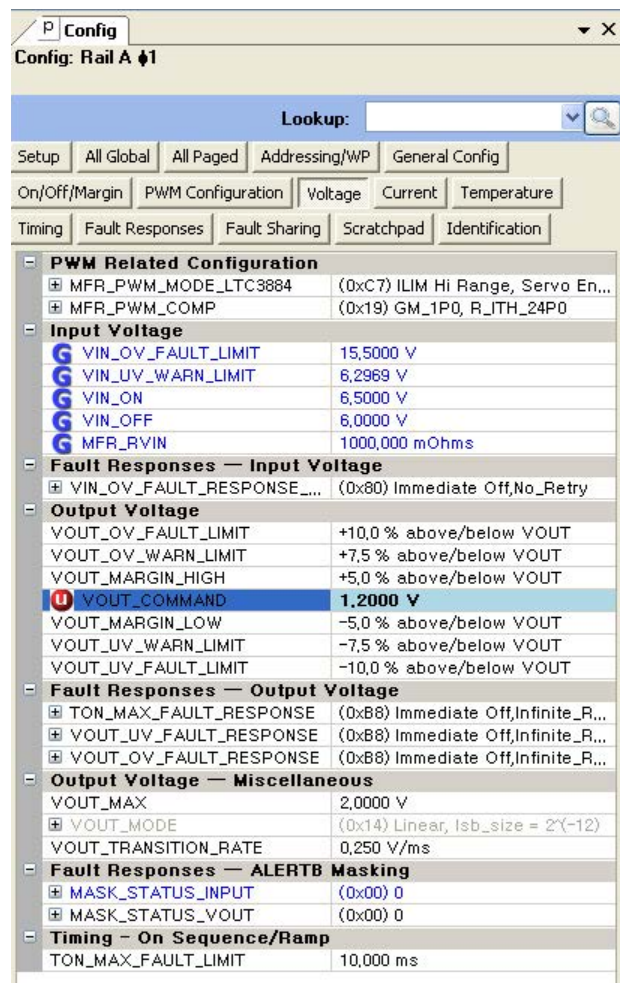 P Config
Config: Rail A ϕ1
Lookup:
Setup All Global All Paged Addressing/WP General Config
On/Off/Margin PWM Configuration Voltage Current Temperature
Timing Fault Responses Fault Sharing Scratchpad Identification
PWM Related Configuration
MFR_PWM_MODE_LTC3884 (0xC7) ILIM Hi Range, Servo En...
MFR_PWM_COMP (0x19) GM_1P0, R_ITH_24P0
Input Voltage
G VIN_OV_FAULT_LIMIT 15,5000 V
G VIN_UV_WARN_LIMIT 6,2969 V
G VIN_ON 6,5000 V
G VIN_OFF 6,0000 V
G MFR_RVIN 1000,000 mOhms
Fault Responses — Input Voltage
VIN_OV_FAULT_RESPONSE_... (0x80) Immediate Off,No_Retry
Output Voltage
VOUT_OV_FAULT_LIMIT +10,0 % above/below VOUT
VOUT_OV_WARN_LIMIT +7,5 % above/below VOUT
VOUT_MARGIN_HIGH +5,0 % above/below VOUT
U VOUT_COMMAND 1,2000 V
VOUT_MARGIN_LOW -5,0 % above/below VOUT
VOUT_UV_WARN_LIMIT -7,5 % above/below VOUT
VOUT_UV_FAULT_LIMIT -10,0 % above/below VOUT
Fault Responses — Output Voltage
TON_MAX_FAULT_RESPONSE (0xB8) Immediate Off,Infinite_R...
VOUT_UV_FAULT_RESPONSE (0xB8) Immediate Off,Infinite_R...
VOUT_OV_FAULT_RESPONSE (0xB8) Immediate Off,Infinite_R...
Output Voltage — Miscellaneous
VOUT_MAX 2,0000 V
VOUT_MODE (0x14) Linear, lsb_size = 2^(-12)
VOUT_TRANSITION_RATE 0,250 V/ms
Fault Responses — ALERTB Masking
MASK_STATUS_INPUT (0x00) 0
MASK_STATUS_VOUT (0x00) 0
Timing - On Sequence/Ramp
TON_MAX_FAULT_LIMIT 10,000 ms